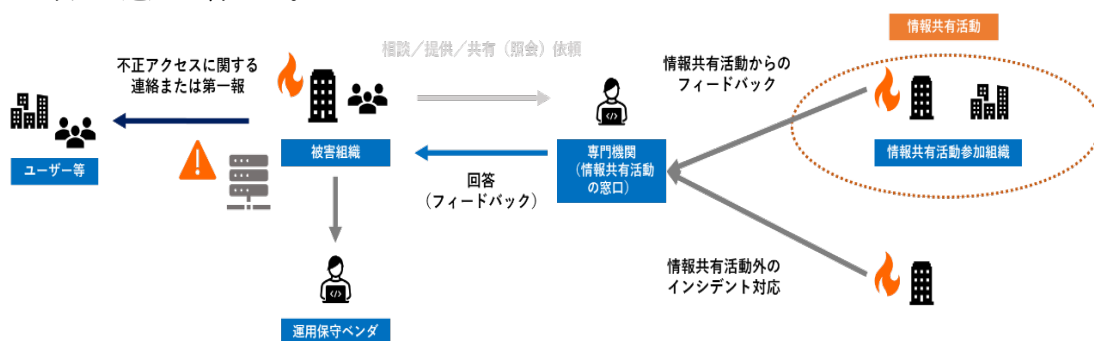 情報共有活動
相談／提供／共有（照会）依頼
不正アクセスに関する
連絡または第一報
情報共有活動からの
フィードバック
ユーザー等
被害組織
専門機関
（情報共有活動
の窓口）
情報共有活動参加組織
回答
（フィードバック）
情報共有活動外の
インシデント対応
運用保守ベンダ